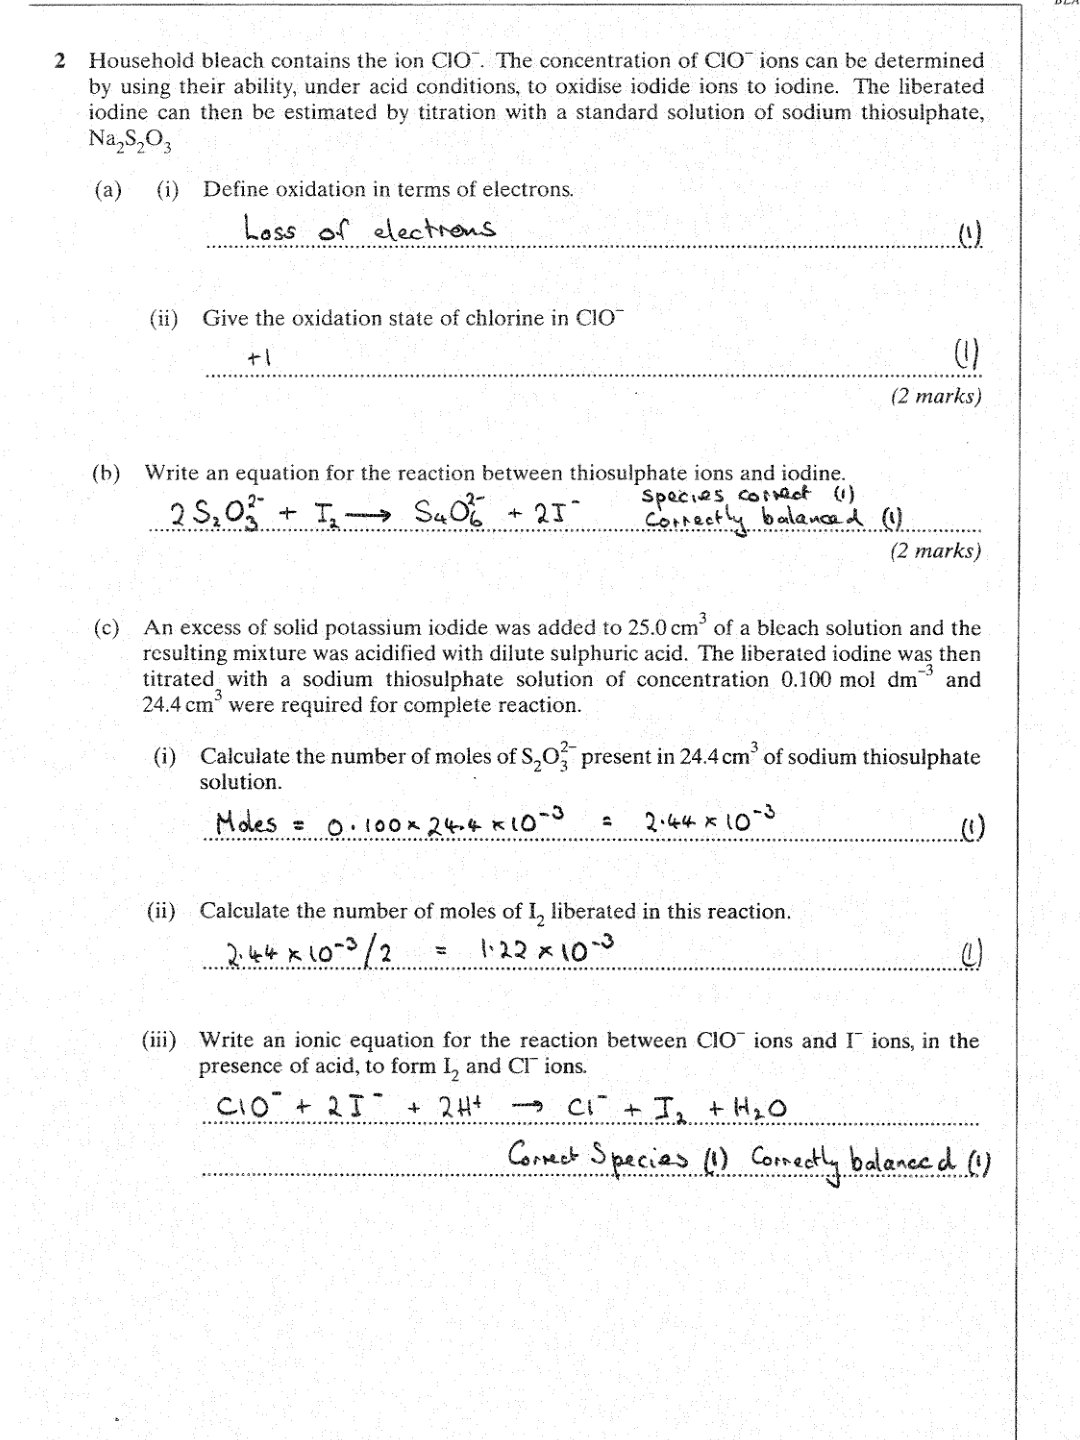 2 Household bleach contains the ion ClO⁻. The concentration of ClO⁻ ions can be determined
by using their ability, under acid conditions, to oxidise iodide ions to iodine. The liberated
iodine can then be estimated by titration with a standard solution of sodium thiosulphate,
Na₂S₂O₃
(a) (i) Define oxidation in terms of electrons.
Loss of electrons (1)
(ii) Give the oxidation state of chlorine in ClO⁻
+1 (1)
(2 marks)
(b) Write an equation for the reaction between thiosulphate ions and iodine.
species correct (1)
2S₂O₃²⁻ + I₂ → S₄O₆²⁻ + 2I⁻ Correctly balanced (1)
(2 marks)
(c) An excess of solid potassium iodide was added to 25.0 cm³ of a bleach solution and the
resulting mixture was acidified with dilute sulphuric acid. The liberated iodine was then
titrated with a sodium thiosulphate solution of concentration 0.100 mol dm⁻³ and
24.4 cm³ were required for complete reaction.
(i) Calculate the number of moles of S₂O₃²⁻ present in 24.4 cm³ of sodium thiosulphate
solution.
Moles = 0.100 × 24.4 × 10⁻³ = 2.44 × 10⁻³ (1)
(ii) Calculate the number of moles of I₂ liberated in this reaction.
2.44 × 10⁻³/2 = 1.22 × 10⁻³ (1)
(iii) Write an ionic equation for the reaction between ClO⁻ ions and I⁻ ions, in the
presence of acid, to form I₂ and Cl⁻ ions.
ClO⁻ + 2I⁻ + 2H⁺ → Cl⁻ + I₂ + H₂O
Correct Species (1) Correctly balanced (1)